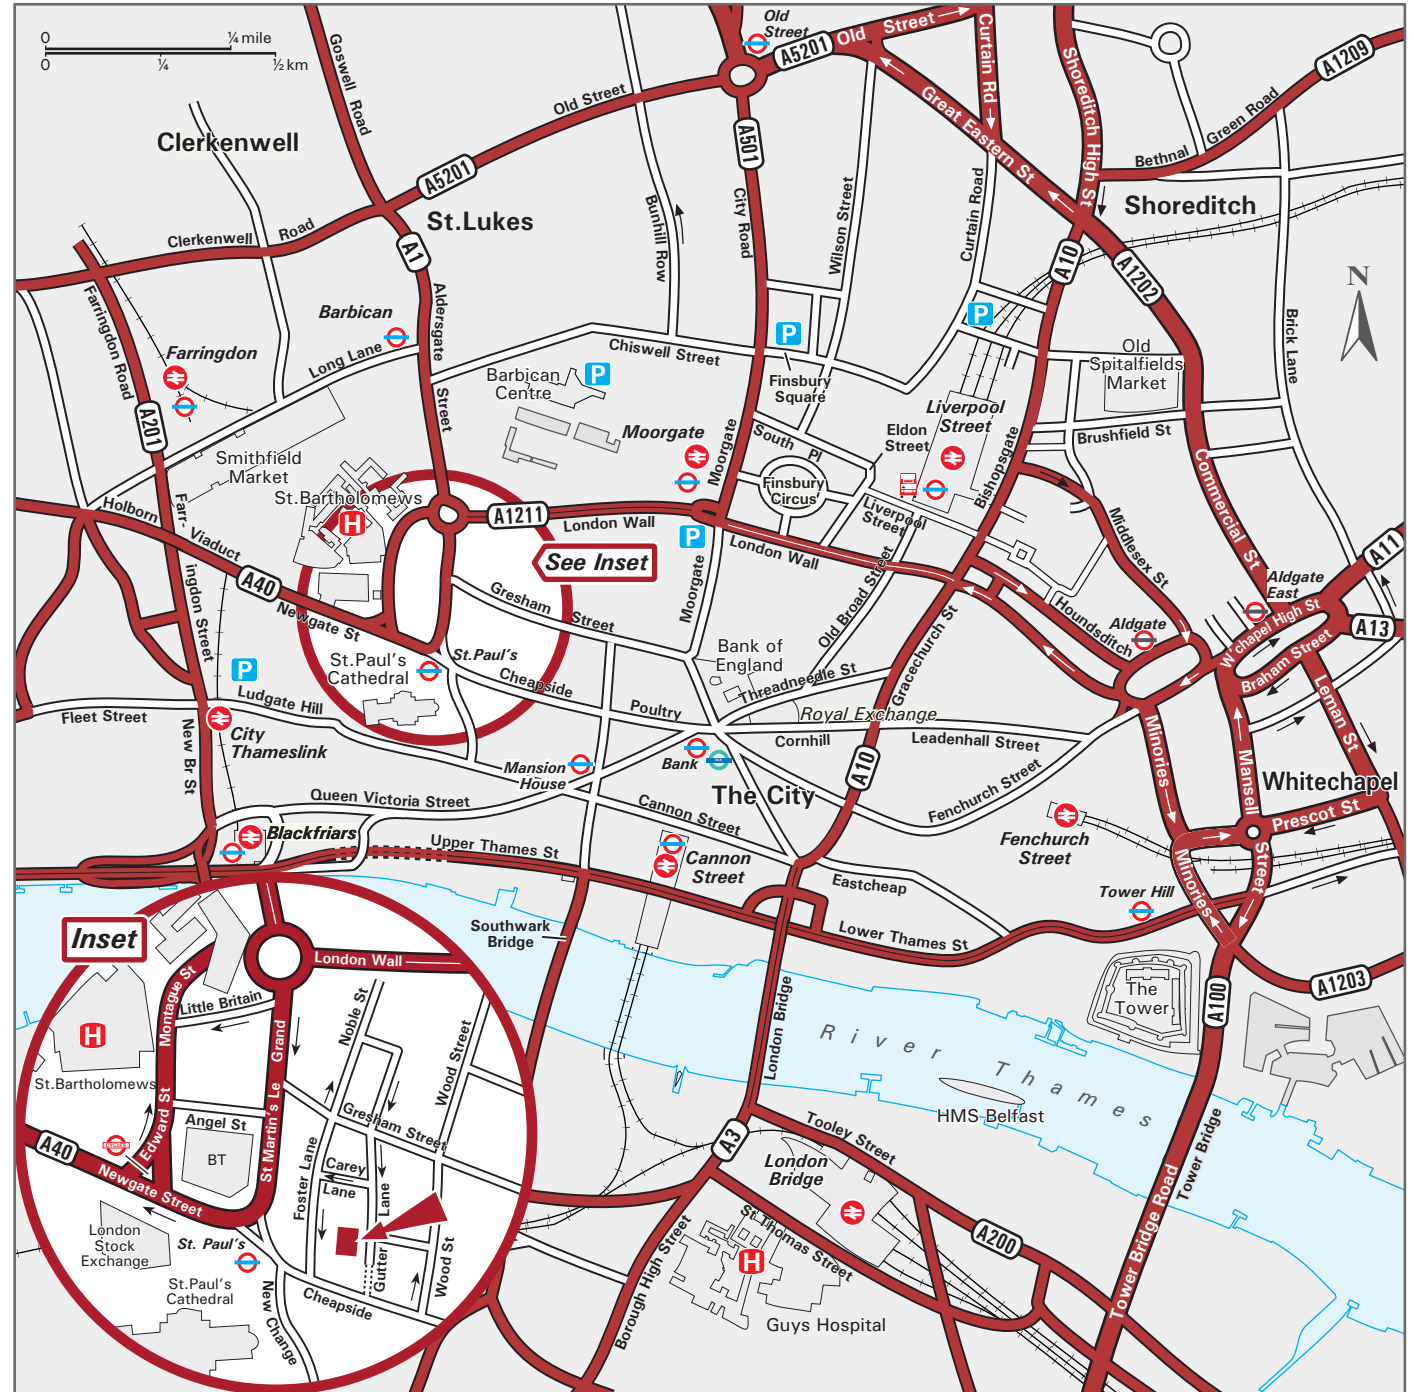 0
¼ mile
0
¼
½ km
Old
Street
A5201
Old Street
Curtain Rd
Shoreditch High St
A1209
Goswell Road
Old Street
A501
Great Eastern St
Green Road
Bethnal
Clerkenwell
A5201
St.Lukes
Shoreditch
Clerkenwell Road
A1
Bunhill Row
City Road
Wilson Street
Curtain Road
A10
A1202
N
Farringdon Road
Barbican
Aldersgate
Street
Long Lane
Farringdon
Chiswell Street
P
P
P
Finsbury
Square
Old
Spitalfields
Market
Brick Lane
Barbican
Centre
A201
Moorgate
Moorgate
South Pl
Eldon
Street
Liverpool
Street
Brushfield St
Smithfield
Market
St.Bartholomews
H
Finsbury
Circus
Liverpool
Street
Bishopsgate
Commercial St
Holborn
Viaduct
Farr-
ingdon Street
A1211
London Wall
London Wall
P
Middlesex St
A11
See Inset
A40
Newgate St
Gresham Street
Moorgate
Old Broad Street
Houndsditch
Aldgate
Aldgate
East
W'chapel High St
A13
Braham Street
P
St.Paul's
Cathedral
St.Paul's
Cheapside
Bank of
England
Threadneedle St
Gracechurch St
Leman St
Fleet Street
Ludgate Hill
New Br St
City
Thameslink
Poultry
Royal Exchange
Cornhill
Leadenhall Street
Minories
Mansell
Street
Mansion
House
Bank
The City
A10
Fenchurch Street
Whitechapel
Prescot St
Queen Victoria Street
Cannon Street
Fenchurch
Street
Blackfriars
Upper Thames St
Cannon
Street
Eastcheap
Minories
Tower Hill
Southwark
Bridge
Lower Thames St
Inset
London Wall
The
Tower
A1203
A100
Montague St
Little Britain
Noble St
Wood Street
London Bridge
River Thames
H
St.Bartholomews
Grand
St Martin's Le
Edward St
Angel St
Gresham Street
HMS Belfast
A40
CYCLES
BT
Newgate Street
Foster Lane
Carey
Lane
Lane
Gutter
A3
Tooley Street
London
Bridge
Tower Bridge
Tower Bridge Road
London
Stock
Exchange
St. Paul's
Wood St
St.Thomas Street
H
A200
St.Paul's
Cathedral
New Change
Cheapside
Borough High Street
Guys Hospital